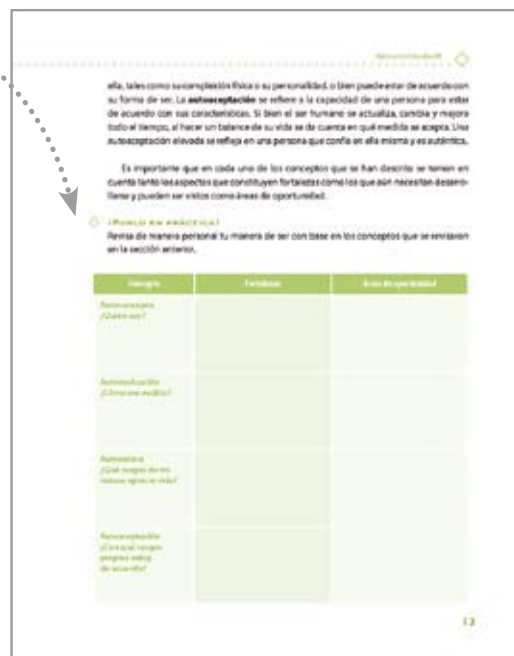 ella, tales como su complexión física o su personalidad, o bien puede estar de acuerdo con
su forma de ser. La autoaceptación se refiere a la capacidad de una persona para estar
de acuerdo con sus características. Si bien el ser humano se actualiza, cambia y mejora
todo el tiempo, al hacer un balance de su vida se da cuenta en qué medida se acepta. Una
autoaceptación elevada se refleja en una persona que confía en ella misma y es auténtica.
Es importante que en cada uno de los conceptos que se han descrito se tomen en
cuenta tanto los aspectos que constituyen fortalezas como los que aún necesitan desarro-
llarse y pueden ser vistos como áreas de oportunidad.
¡PONLO EN PRÁCTICA!
Revisa de manera personal tu manera de ser con base en los conceptos que se revisaron
en la sección anterior.
Concepto Fortalezas Áreas de oportunidad
Autoconcepto
¿Quién soy?
Autoevaluación
¿Cómo me evalúo?
Autoestima
¿Qué rasgos de mí
mismo aprecio más?
Autoaceptación
¿Con qué rasgos
propios estoy
de acuerdo?
13